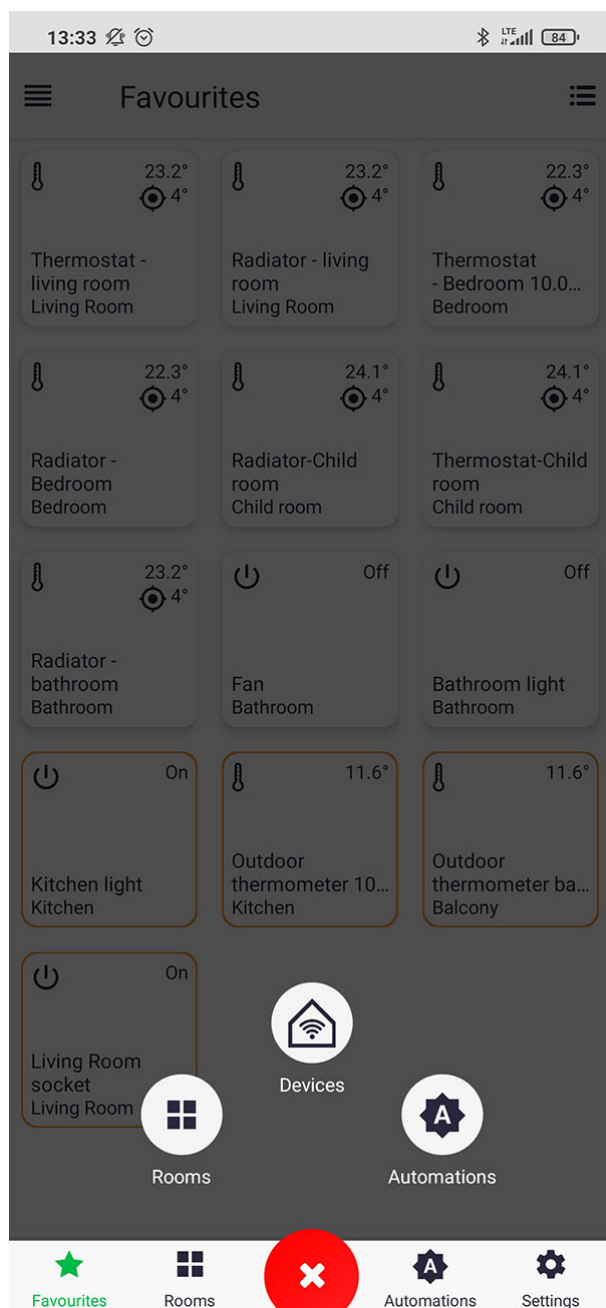 13:33 LTE 84
Favourites
23.2° 23.2° 22.3°
4° 4° 4°
Thermostat - Radiator - living Thermostat
living room room - Bedroom 10.0...
Living Room Living Room Bedroom
22.3° 24.1° 24.1°
4° 4° 4°
Radiator - Radiator-Child Thermostat-Child
Bedroom room room
Bedroom Child room Child room
23.2° Off Off
4°
Radiator -
bathroom Fan Bathroom light
Bathroom Bathroom Bathroom
On 11.6° 11.6°
Outdoor Outdoor
Kitchen light thermometer 10... thermometer ba...
Kitchen Kitchen Balcony
On
Living Room
socket
Living Room
Devices
A
Rooms Automations
A
Favourites Rooms Automations Settings